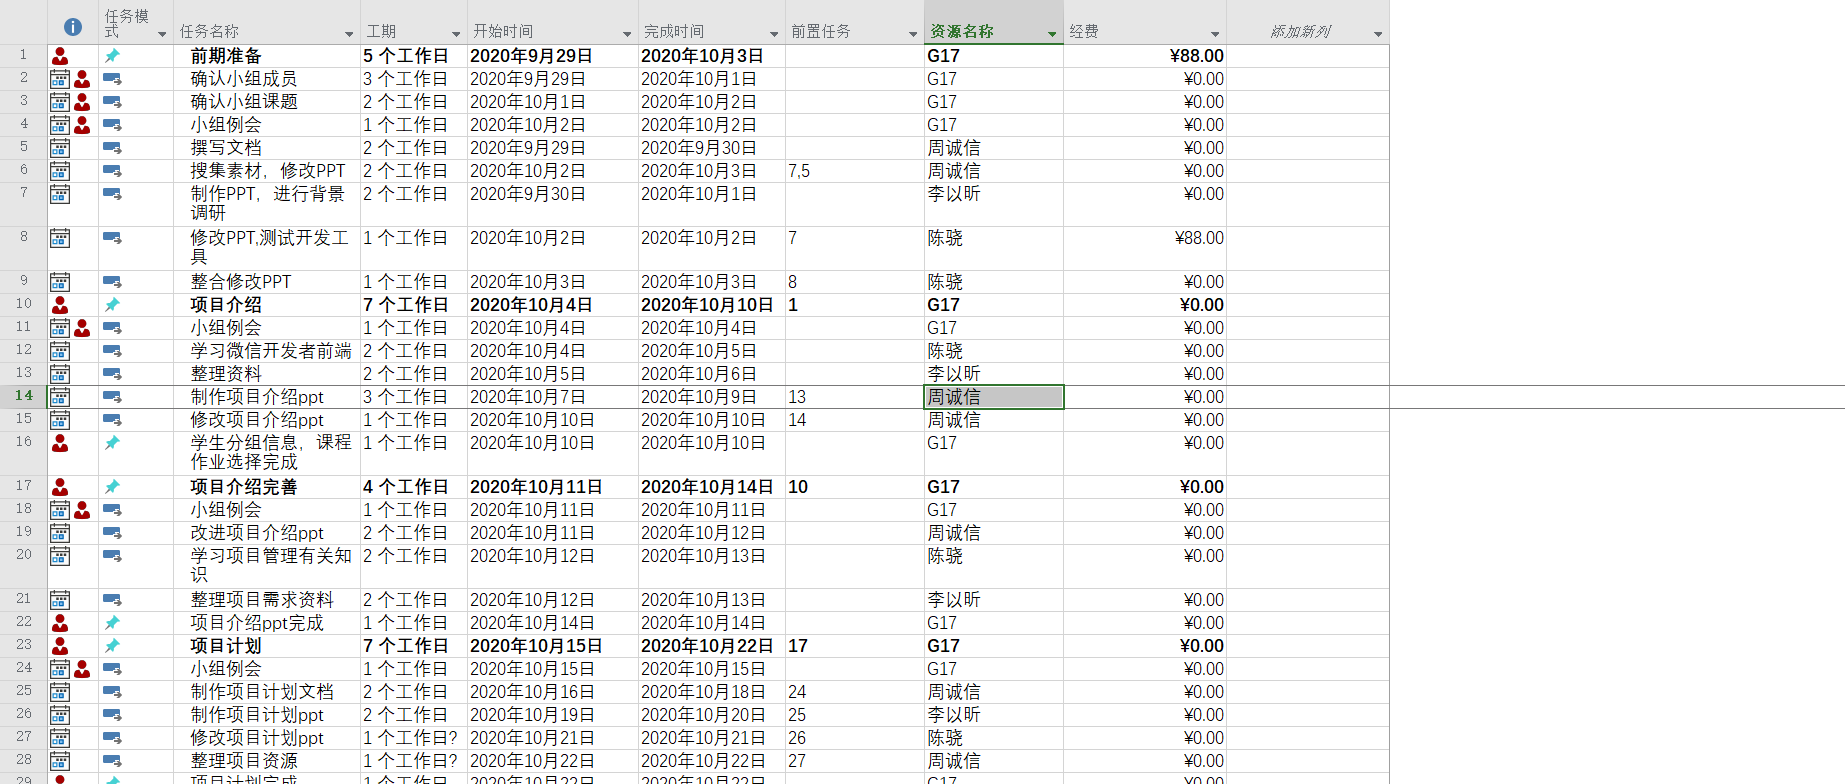 任务模式 任务名称 工期 开始时间 完成时间 前置任务 资源名称 经费 添加新列
1 前期准备 5 个工作日 2020年9月29日 2020年10月3日 G17 ¥88.00
2 确认小组成员 3 个工作日 2020年9月29日 2020年10月1日 G17 ¥0.00
3 确认小组课题 2 个工作日 2020年10月1日 2020年10月2日 G17 ¥0.00
4 小组例会 1 个工作日 2020年10月2日 2020年10月2日 G17 ¥0.00
5 撰写文档 2 个工作日 2020年9月29日 2020年9月30日 周诚信 ¥0.00
6 搜集素材，修改PPT 2 个工作日 2020年10月2日 2020年10月3日 7,5 周诚信 ¥0.00
7 制作PPT，进行背景 2 个工作日 2020年9月30日 2020年10月1日 李以昕 ¥0.00
调研
8 修改PPT,测试开发工 1 个工作日 2020年10月2日 2020年10月2日 7 陈骁 ¥88.00
具
9 整合修改PPT 1 个工作日 2020年10月3日 2020年10月3日 8 陈骁 ¥0.00
10 项目介绍 7 个工作日 2020年10月4日 2020年10月10日 1 G17 ¥0.00
11 小组例会 1 个工作日 2020年10月4日 2020年10月4日 G17 ¥0.00
12 学习微信开发者前端 2 个工作日 2020年10月4日 2020年10月5日 陈骁 ¥0.00
13 整理资料 2 个工作日 2020年10月5日 2020年10月6日 李以昕 ¥0.00
14 制作项目介绍ppt 3 个工作日 2020年10月7日 2020年10月9日 13 周诚信 ¥0.00
15 修改项目介绍ppt 1 个工作日 2020年10月10日 2020年10月10日 14 周诚信 ¥0.00
16 学生分组信息，课程 1 个工作日 2020年10月10日 2020年10月10日 G17 ¥0.00
作业选择完成
17 项目介绍完善 4 个工作日 2020年10月11日 2020年10月14日 10 G17 ¥0.00
18 小组例会 1 个工作日 2020年10月11日 2020年10月11日 G17 ¥0.00
19 改进项目介绍ppt 2 个工作日 2020年10月11日 2020年10月12日 周诚信 ¥0.00
20 学习项目管理有关知 2 个工作日 2020年10月12日 2020年10月13日 陈骁 ¥0.00
识
21 整理项目需求资料 2 个工作日 2020年10月12日 2020年10月13日 李以昕 ¥0.00
22 项目介绍ppt完成 1 个工作日 2020年10月14日 2020年10月14日 G17 ¥0.00
23 项目计划 7 个工作日 2020年10月15日 2020年10月22日 17 G17 ¥0.00
24 小组例会 1 个工作日 2020年10月15日 2020年10月15日 G17 ¥0.00
25 制作项目计划文档 2 个工作日 2020年10月16日 2020年10月18日 24 周诚信 ¥0.00
26 制作项目计划ppt 2 个工作日 2020年10月19日 2020年10月20日 25 李以昕 ¥0.00
27 修改项目计划ppt 1 个工作日? 2020年10月21日 2020年10月21日 26 陈骁 ¥0.00
28 整理项目资源 1 个工作日? 2020年10月22日 2020年10月22日 27 周诚信 ¥0.00
29 项目计划完成 1 个工作日 2020年10月22日 2020年10月22日 G17 ¥0.00